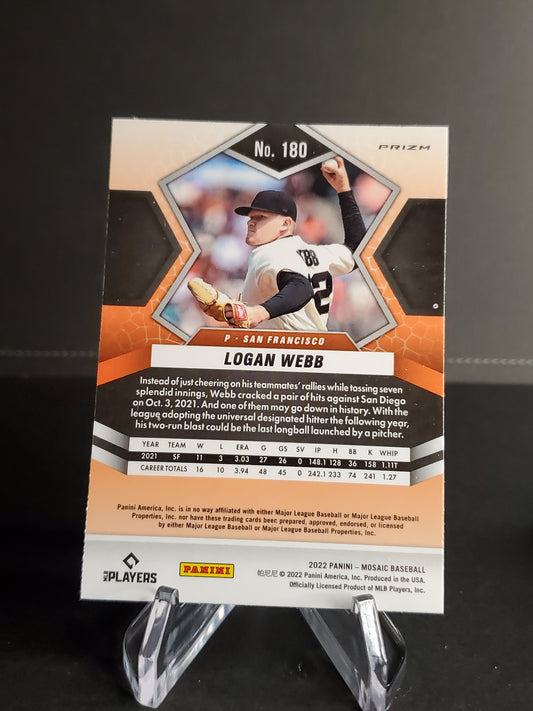 No. 180
PRIZM
BB
2
P • SAN FRANCISCO
LOGAN WEBB
Instead of just cheering on his teammates' rallies while tossing seven
splendid innings, Webb cracked a pair of hits against San Diego
on Oct. 3, 2021. And one of them may go down in history. With the
league adopting the universal designated hitter the following year,
his two-run blast could be the last longball launched by a pitcher.
YEAR TEAM W L ERA G GS SV IP H BB K WHIP
2021 SF 11 3 3.03 27 26 0 148.1 128 36 158 1.11T
CAREER TOTALS 16 10 3.94 48 45 0 242.1 233 74 241 1.27
Panini America, Inc. is in no way affiliated with either Major League Baseball or Major League Baseball
Properties, Inc. nor have these trading cards been prepared, approved, endorsed, or licensed
by either Major League Baseball or Major League Baseball Properties, Inc.
MLB PLAYERS
PANINI
2022 PANINI – MOSAIC BASEBALL
帕尼尼 © 2022 Panini America, Inc. Produced in the USA.
Officially Licensed Product of MLB Players, Inc.